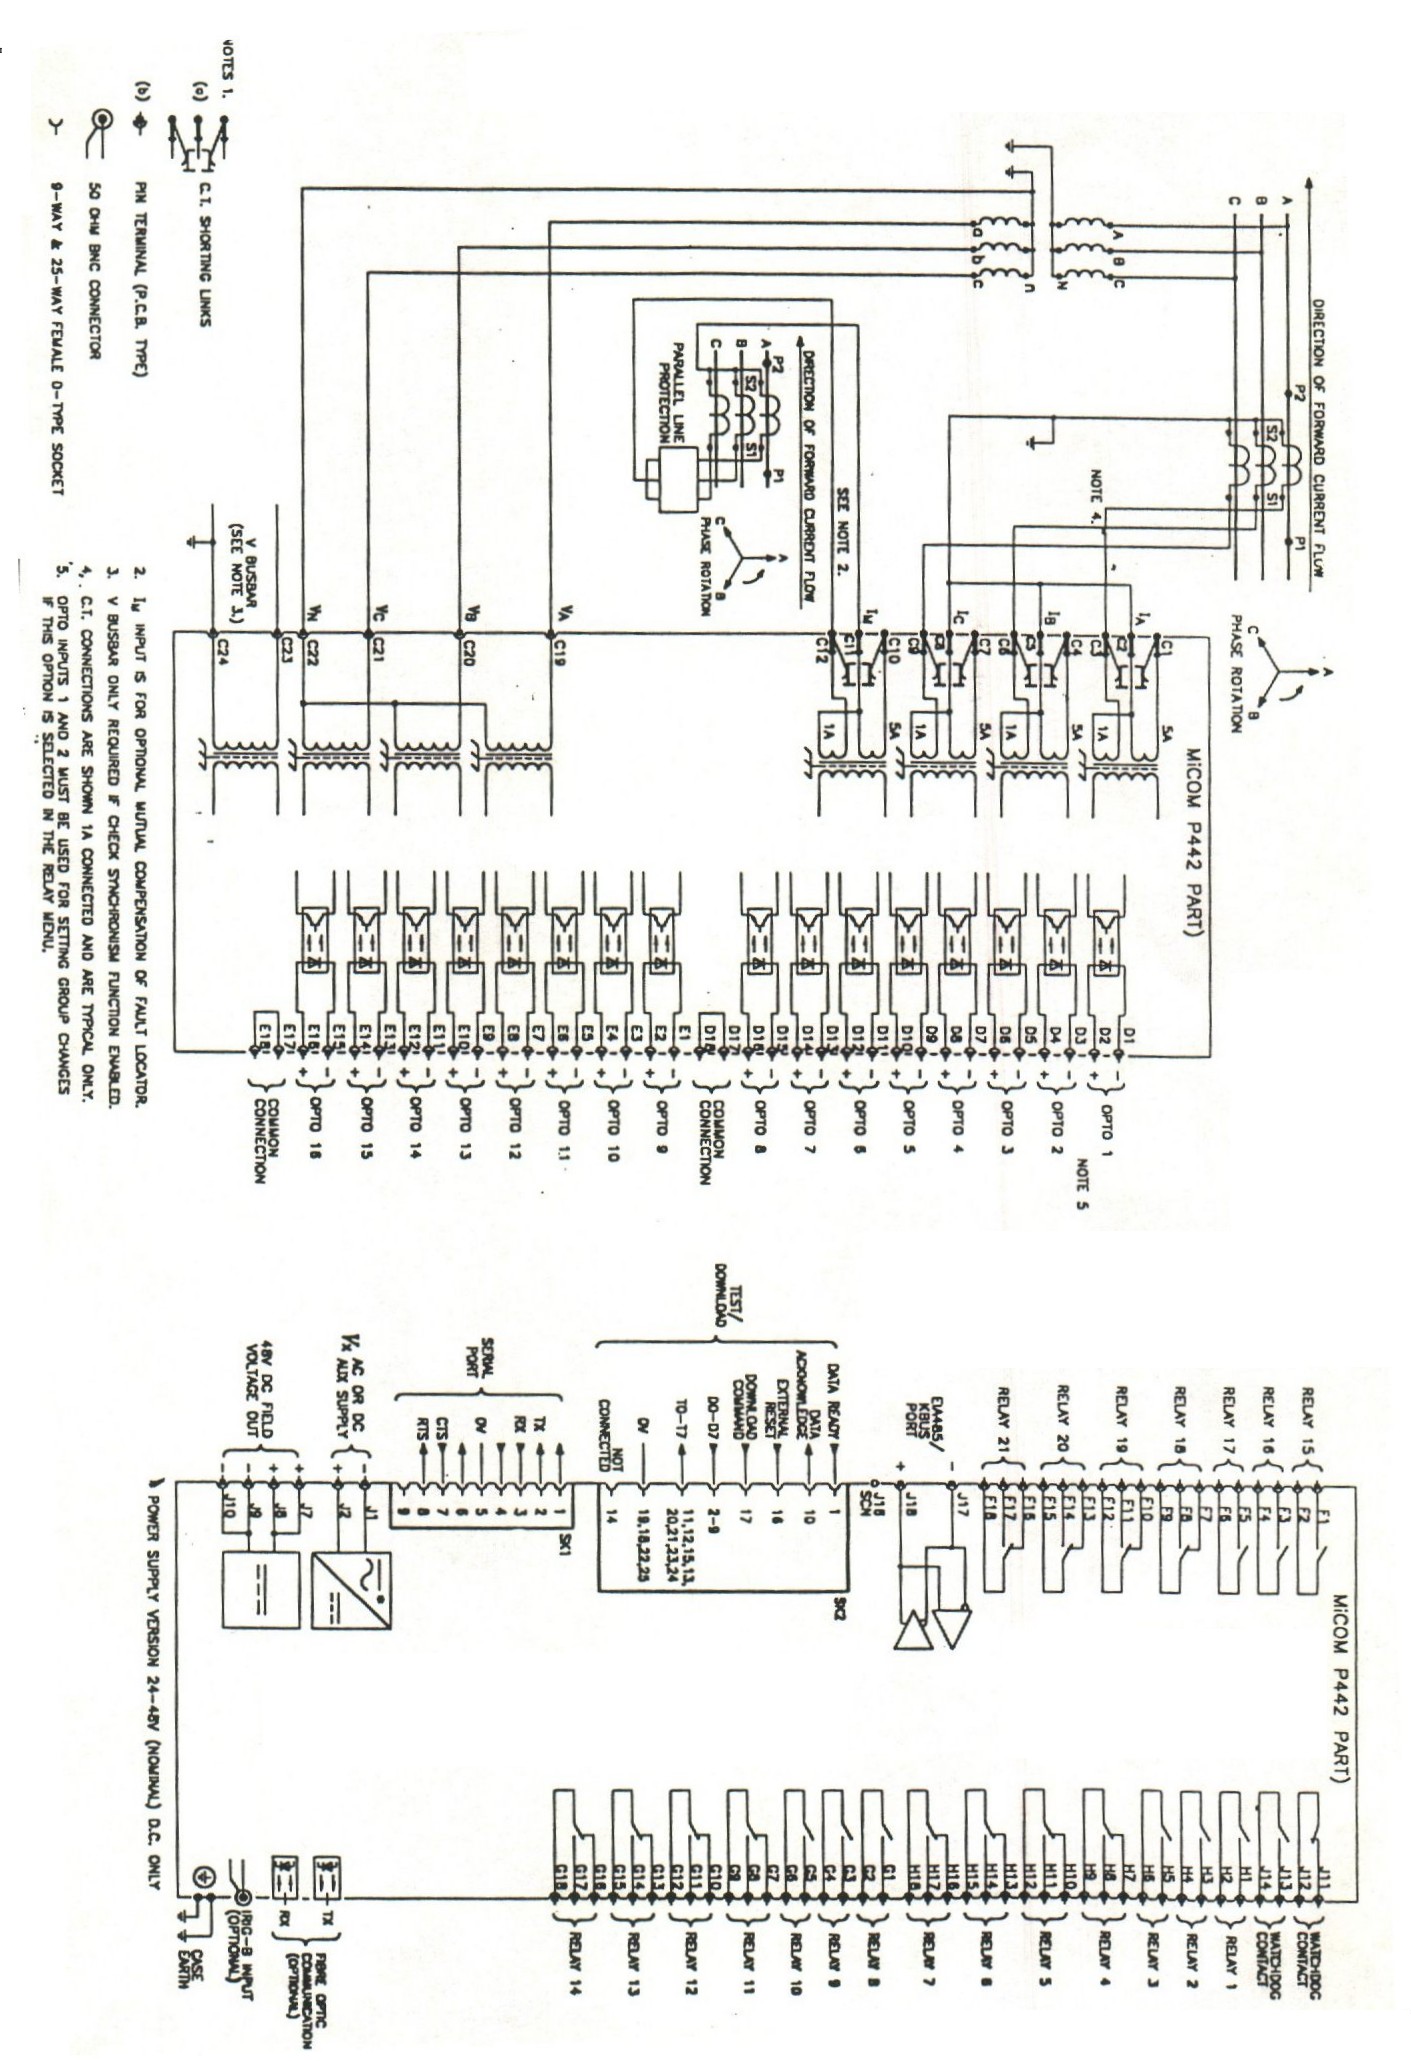 DIRECTION OF FORWARD CURRENT FLOW
A
B
C
P2
P1
S2
S1
A
B
C
N
n
a
b
c
PHASE ROTATION
A
B
C
NOTE 4.
DIRECTION OF FORWARD CURRENT FLOW
A
B
C
P2
P1
S2
S1
PARALLEL LINE
PROTECTION
SEE NOTE 2.
A
B
C
PHASE ROTATION
MiCOM P442 PART)
IA
IB
IC
IM
C1
C2
C3
C4
C5
C6
C7
C8
C9
C10
C11
C12
5A
1A
5A
1A
5A
1A
5A
1A
VA
C19
VB
C20
VC
C21
VN
C22
C23
C24
V BUSBAR
(SEE NOTE 3.)
D1
D2
D3
D4
D5
D6
D7
D8
D9
D10
D11
D12
D13
D14
D15
D16
D17
D18
- + OPTO 1
- + OPTO 2
NOTE 5
- + OPTO 3
- + OPTO 4
- + OPTO 5
- + OPTO 6
- + OPTO 7
- + OPTO 8
COMMON
CONNECTION
E1
E2
E3
E4
E5
E6
E7
E8
E9
E10
E11
E12
E13
E14
E15
E16
E17
E18
- + OPTO 9
- + OPTO 10
- + OPTO 11
- + OPTO 12
- + OPTO 13
- + OPTO 14
- + OPTO 15
- + OPTO 16
COMMON
CONNECTION
NOTES 1.
(a) C.T. SHORTING LINKS
(b) PIN TERMINAL (P.C.B. TYPE)
50 OHM BNC CONNECTOR
9-WAY & 25-WAY FEMALE D-TYPE SOCKET
2. IM INPUT IS FOR OPTIONAL MUTUAL COMPENSATION OF FAULT LOCATOR.
3. V BUSBAR ONLY REQUIRED IF CHECK SYNCHRONISM FUNCTION ENABLED.
4. C.T. CONNECTIONS ARE SHOWN 1A CONNECTED AND ARE TYPICAL ONLY.
5. OPTO INPUTS 1 AND 2 MUST BE USED FOR SETTING GROUP CHANGES
IF THIS OPTION IS SELECTED IN THE RELAY MENU.
MiCOM P442 PART)
RELAY 15
RELAY 16
RELAY 17
RELAY 18
RELAY 19
RELAY 20
RELAY 21
F1
F2
F3
F4
F5
F6
F7
F8
F9
F10
F11
F12
F13
F14
F15
F16
F17
F18
EIA485/
KBUS
PORT
-
+
J17
J18
J16
SCN
TEST/
DOWNLOAD
DATA READY 1
DATA
ACKNOWLEDGE 10
EXTERNAL
RESET 16
DOWNLOAD
COMMAND 17
D0-D7 2-9
T0-T7 11,12,15,13,
20,21,23,24
0V 19,18,22,25
NOT
CONNECTED 14
SK2
SERIAL
PORT
1
TX 2
RX 3
4
0V 5
6
CTS 7
RTS 8
9
SK1
Vx AC OR DC
AUX SUPPLY
-
+
J1
J2
48V DC FIELD
VOLTAGE OUT
+
+
-
-
J7
J8
J9
J10
J11
J12
WATCHDOG
CONTACT
J13
J14
WATCHDOG
CONTACT
H1
H2
RELAY 1
H3
H4
RELAY 2
H5
H6
RELAY 3
H7
H8
H9
RELAY 4
H10
H11
H12
RELAY 5
H13
H14
H15
RELAY 6
H16
H17
H18
RELAY 7
G1
G2
RELAY 8
G3
G4
RELAY 9
G5
G6
RELAY 10
G7
G8
G9
RELAY 11
G10
G11
G12
RELAY 12
G13
G14
G15
RELAY 13
G16
G17
G18
RELAY 14
TX
RX
FIBRE OPTIC
COMMUNICATION
(OPTIONAL)
IRIG-B INPUT
(OPTIONAL)
CASE
EARTH
POWER SUPPLY VERSION 24-48V (NOMINAL) D.C. ONLY